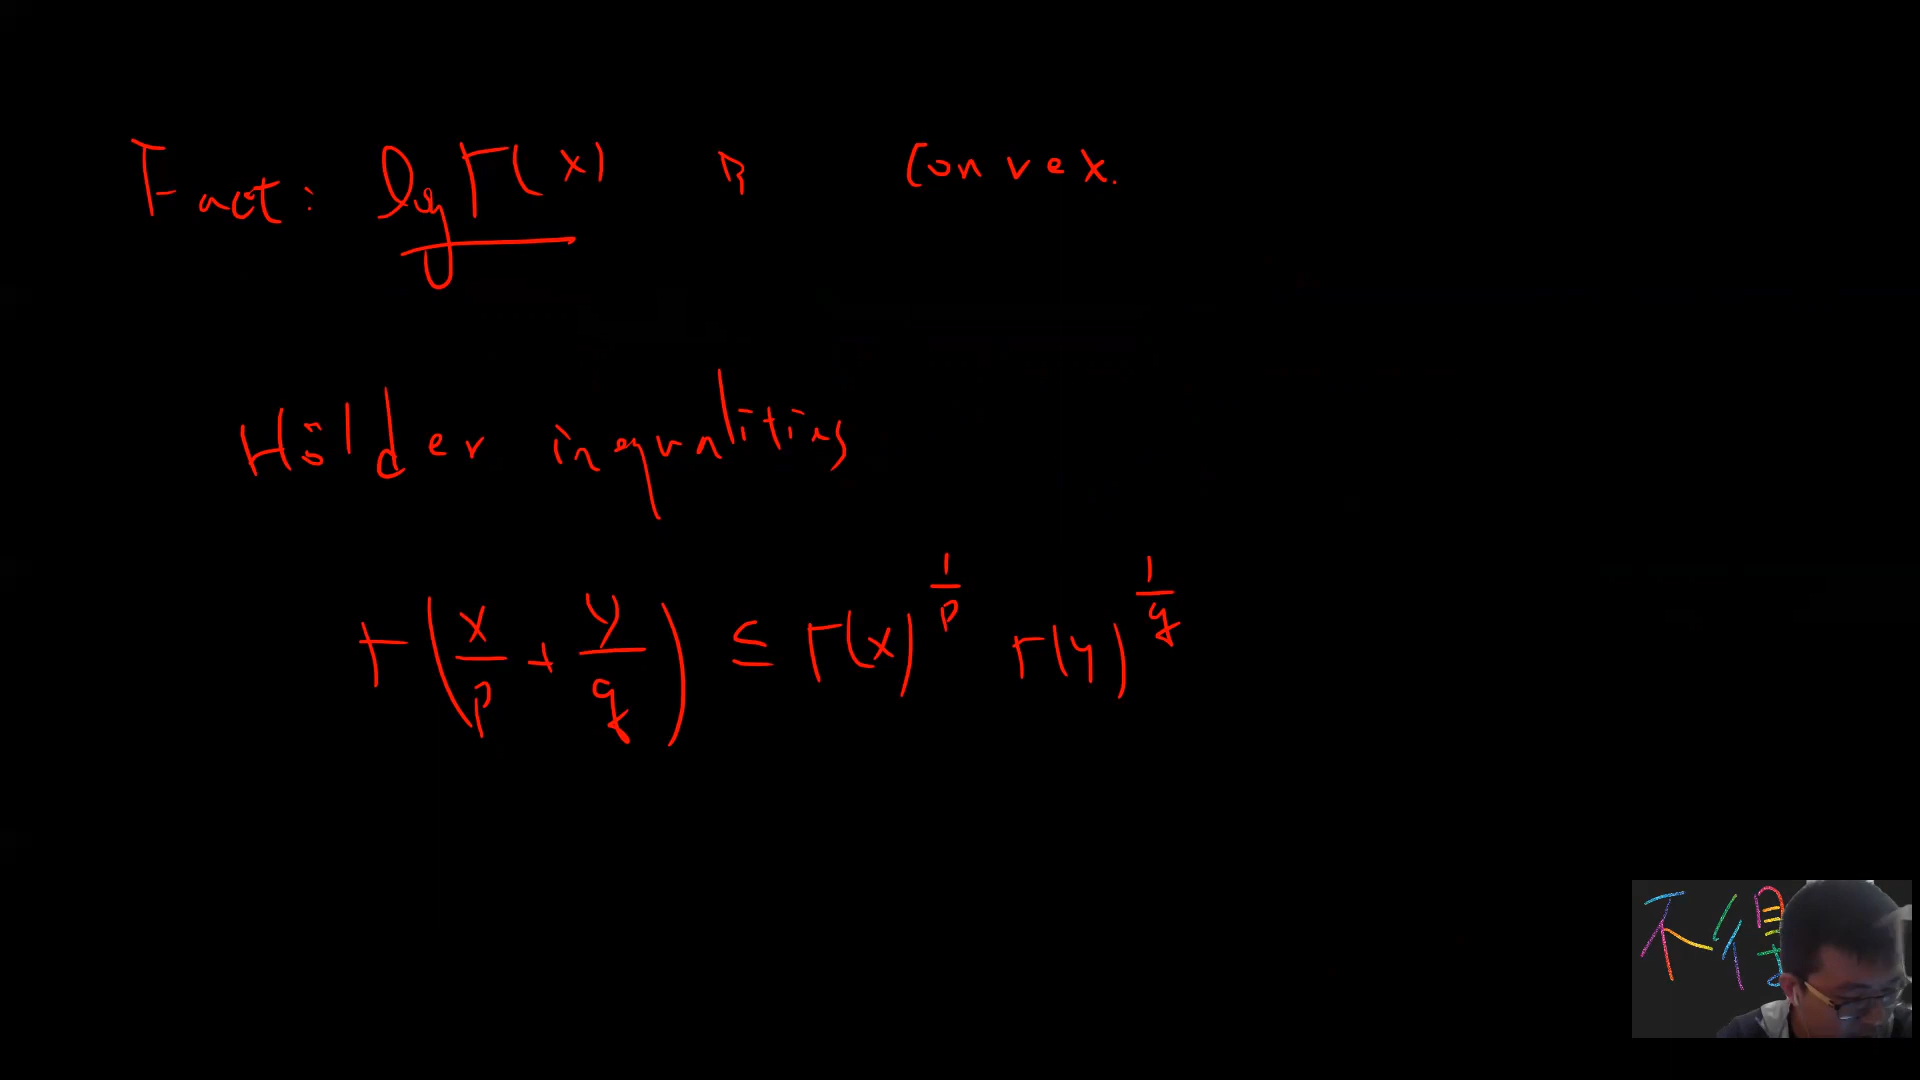 Fact: log Γ(x) is convex.
Hölder inequalities
Γ(x/p + y/q) ≤ Γ(x)^{1/p} Γ(y)^{1/q}
不得